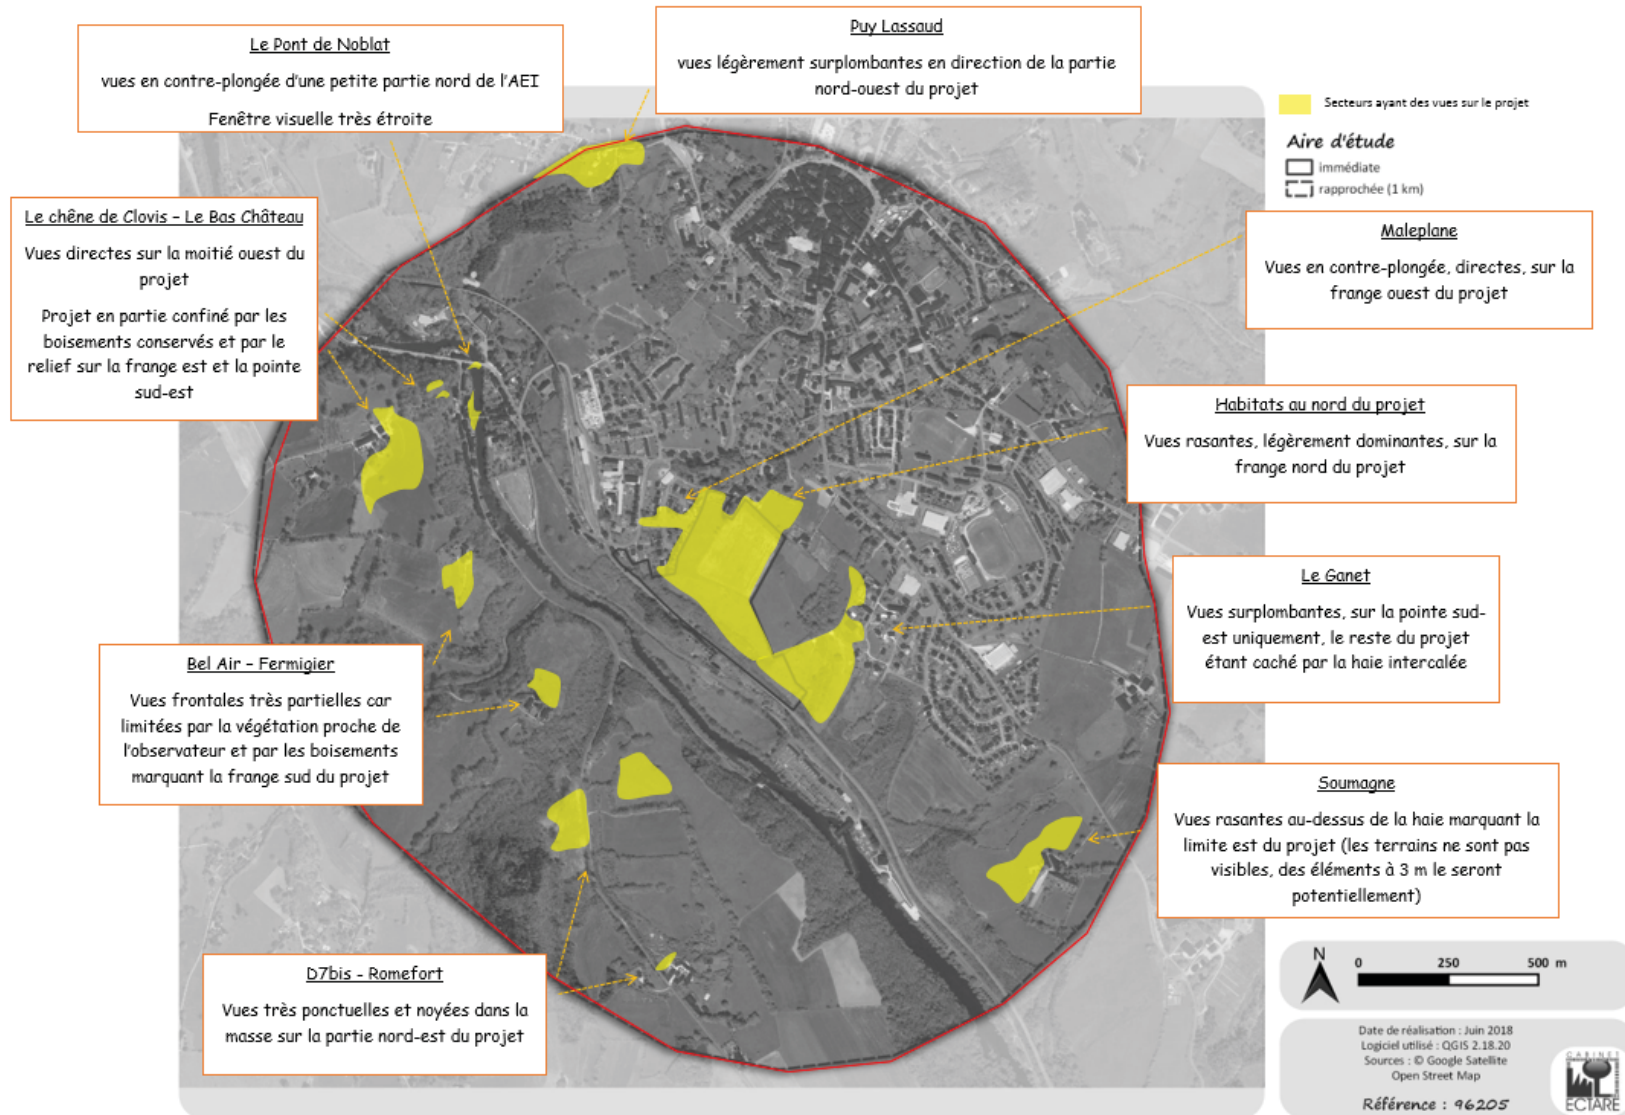 Le Pont de Noblat
vues en contre-plongée d'une petite partie nord de l'AEI
Fenêtre visuelle très étroite
Puy Lassaud
vues légèrement surplombantes en direction de la partie
nord-ouest du projet
Secteurs ayant des vues sur le projet
Aire d'étude
immédiate
rapprochée (1 km)
Le chêne de Clovis – Le Bas Château
Vues directes sur la moitié ouest du
projet
Projet en partie confiné par les
boisements conservés et par le
relief sur la frange est et la pointe
sud-est
Maleplane
Vues en contre-plongée, directes, sur la
frange ouest du projet
Habitats au nord du projet
Vues rasantes, légèrement dominantes, sur la
frange nord du projet
Le Ganet
Vues surplombantes, sur la pointe sud-
est uniquement, le reste du projet
étant caché par la haie intercalée
Bel Air – Fermigier
Vues frontales très partielles car
limitées par la végétation proche de
l'observateur et par les boisements
marquant la frange sud du projet
Soumagne
Vues rasantes au-dessus de la haie marquant la
limite est du projet (les terrains ne sont pas
visibles, des éléments à 3 m le seront
potentiellement)
D7bis - Romefort
Vues très ponctuelles et noyées dans la
masse sur la partie nord-est du projet
N
0 250 500 m
Date de réalisation : Juin 2018
Logiciel utilisé : QGIS 2.18.20
Sources : © Google Satellite
Open Street Map
Référence : 96205
CABINET
ECTARE